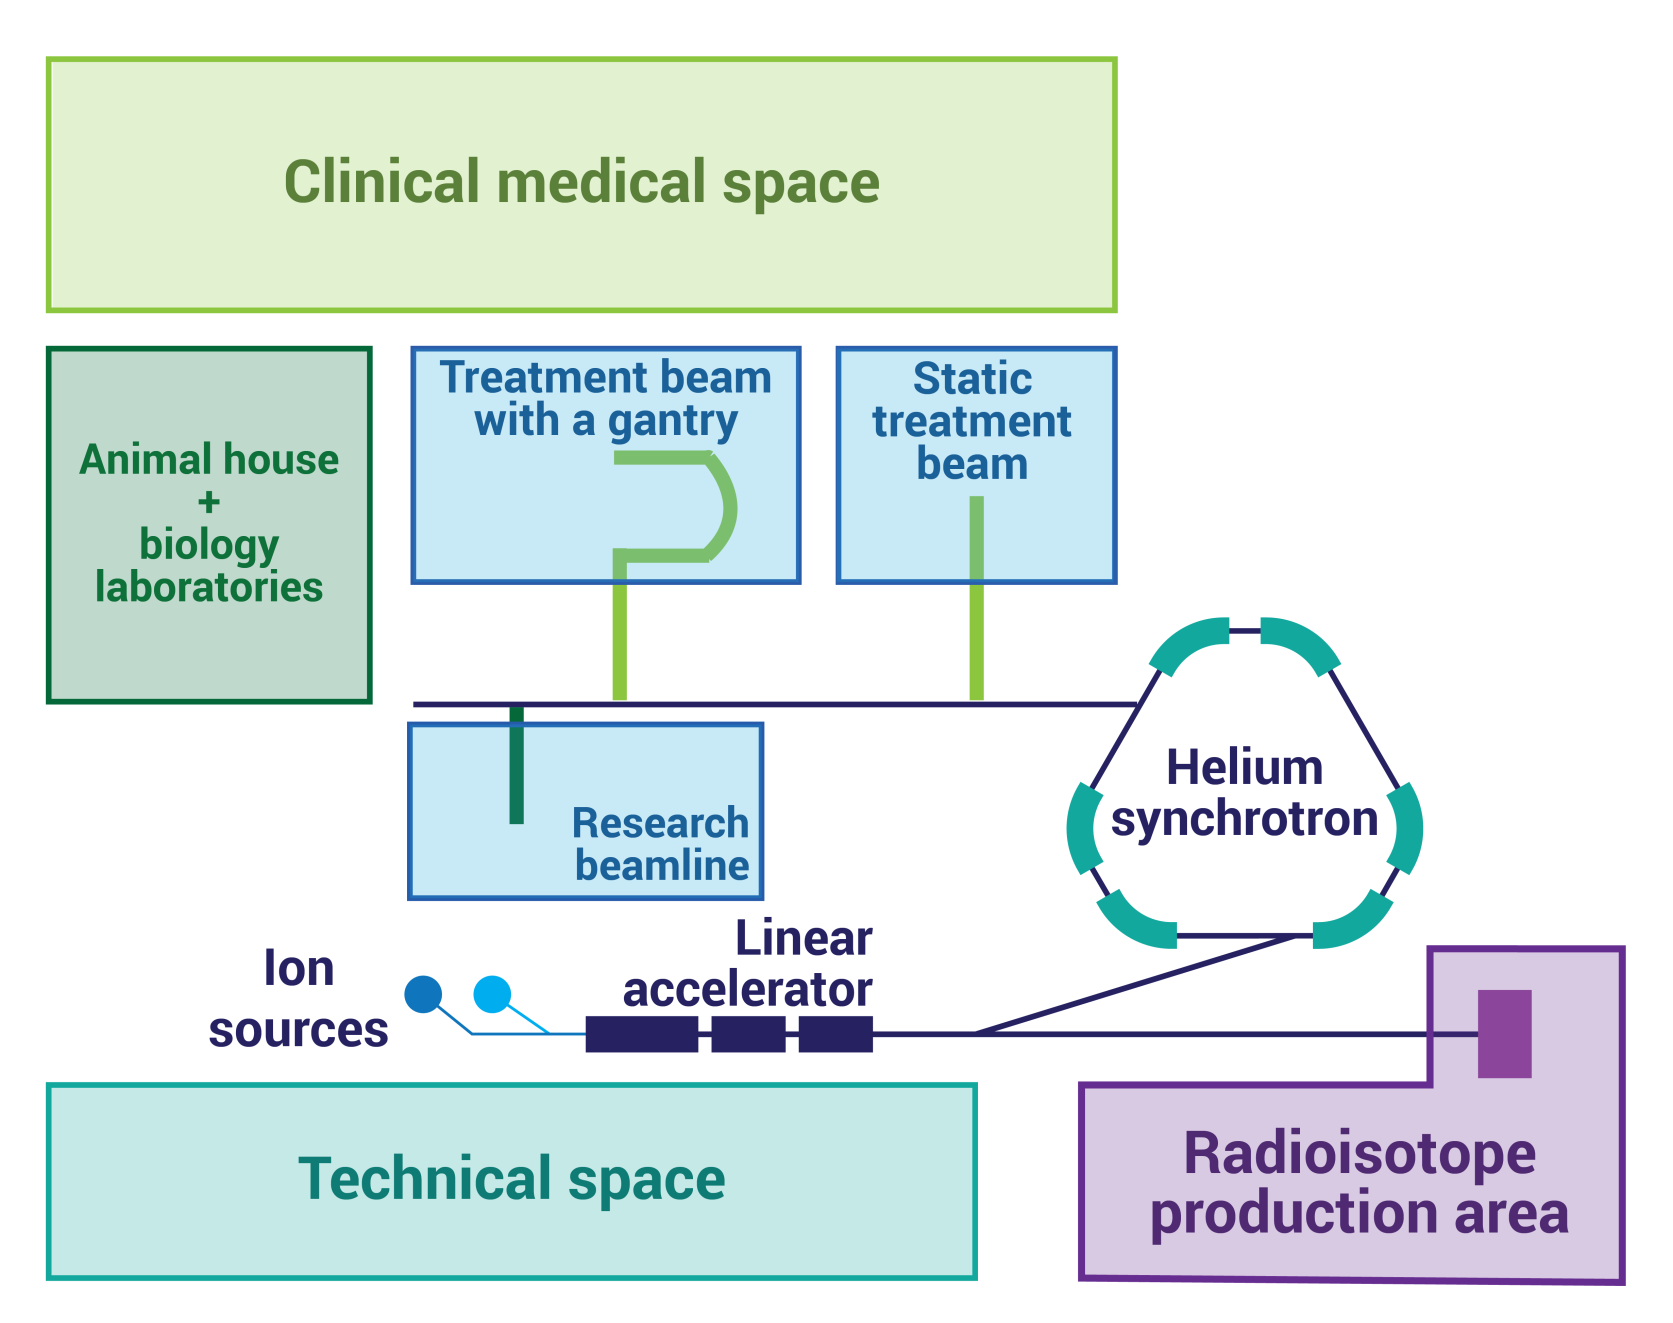 Clinical medical space
Animal house
+
biology
laboratories
Treatment beam
with a gantry
Static
treatment
beam
Helium
synchrotron
Research
beamline
Linear
accelerator
Ion
sources
Technical space
Radioisotope
production area